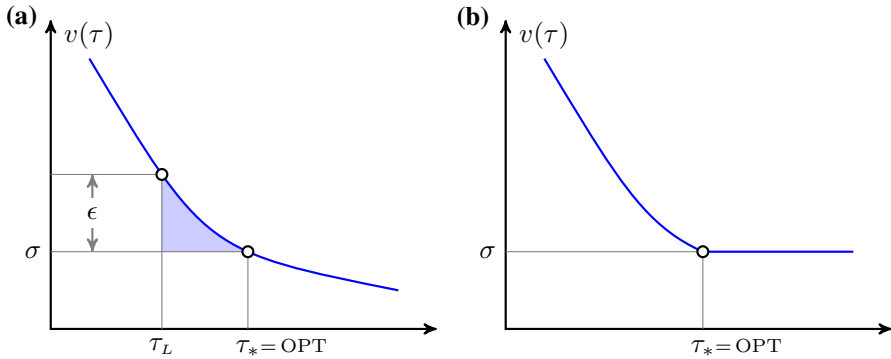 (a)
v(τ)
ϵ
σ
τ_L
τ_* = OPT
(b)
v(τ)
σ
τ_* = OPT